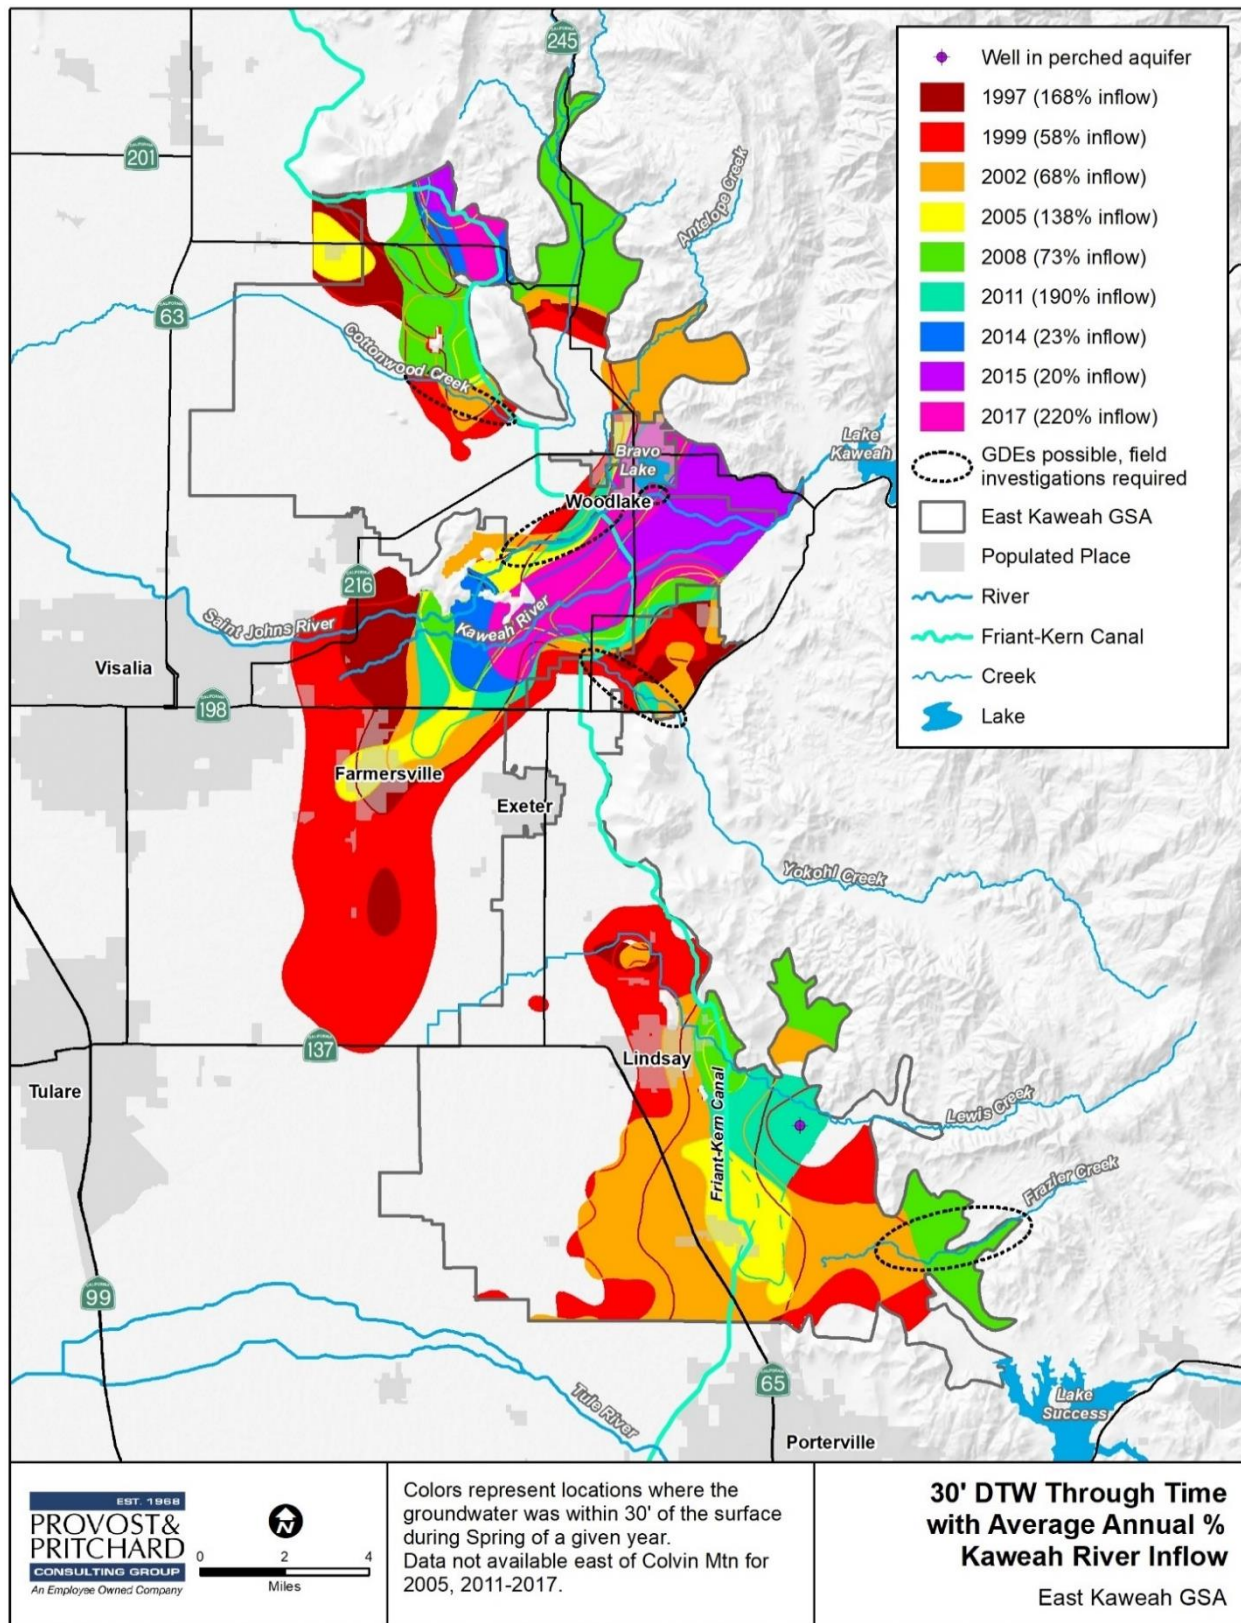 245
201
63
Antelope Creek
Cottonwood Creek
Bravo
Lake
Lake
Kaweah
Woodlake
216
Saint Johns River
Kaweah River
Visalia
198
Farmersville
Exeter
Yokohl Creek
137
Lindsay
Tulare
Friant-Kern Canal
Lewis Creek
Frazier Creek
99
65
Tule River
Lake
Success
Porterville
Well in perched aquifer
1997 (168% inflow)
1999 (58% inflow)
2002 (68% inflow)
2005 (138% inflow)
2008 (73% inflow)
2011 (190% inflow)
2014 (23% inflow)
2015 (20% inflow)
2017 (220% inflow)
GDEs possible, field
investigations required
East Kaweah GSA
Populated Place
River
Friant-Kern Canal
Creek
Lake
EST. 1968
PROVOST&
PRITCHARD
CONSULTING GROUP
An Employee Owned Company
N
0 2 4
Miles
Colors represent locations where the
groundwater was within 30' of the surface
during Spring of a given year.
Data not available east of Colvin Mtn for
2005, 2011-2017.
30' DTW Through Time
with Average Annual %
Kaweah River Inflow
East Kaweah GSA